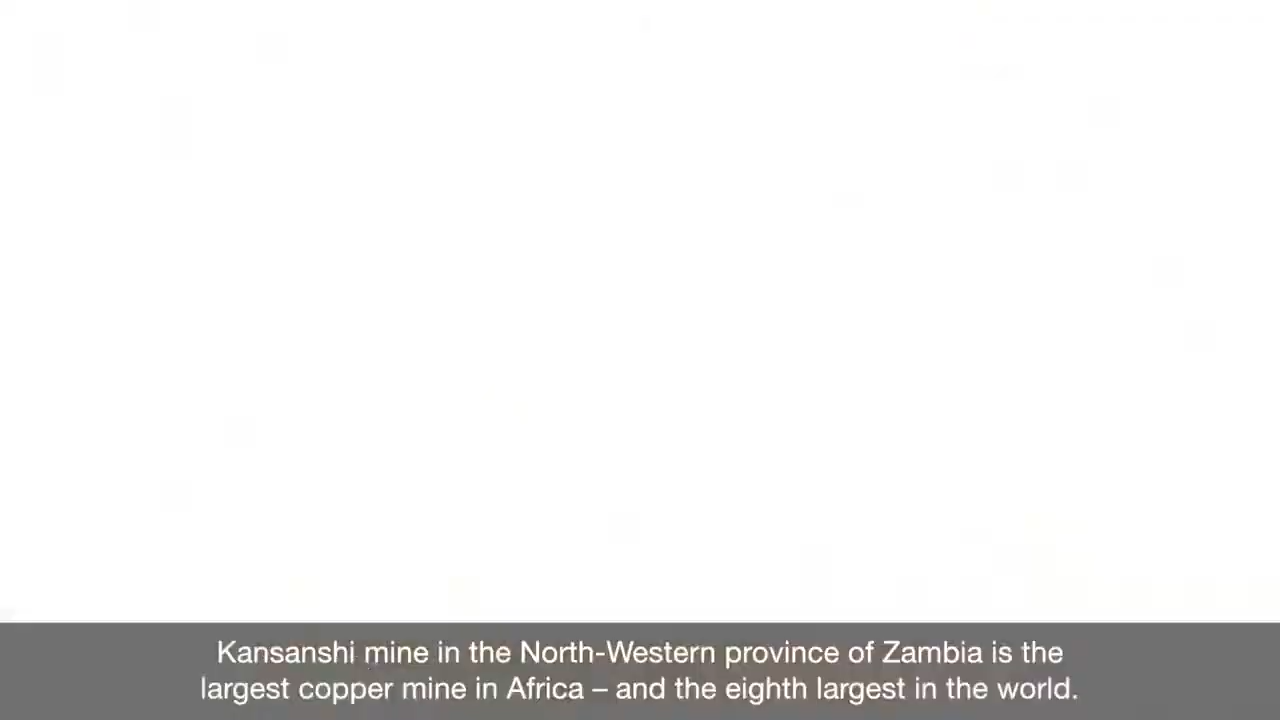 Kansanshi mine in the North-Western province of Zambia is the
largest copper mine in Africa – and the eighth largest in the world.